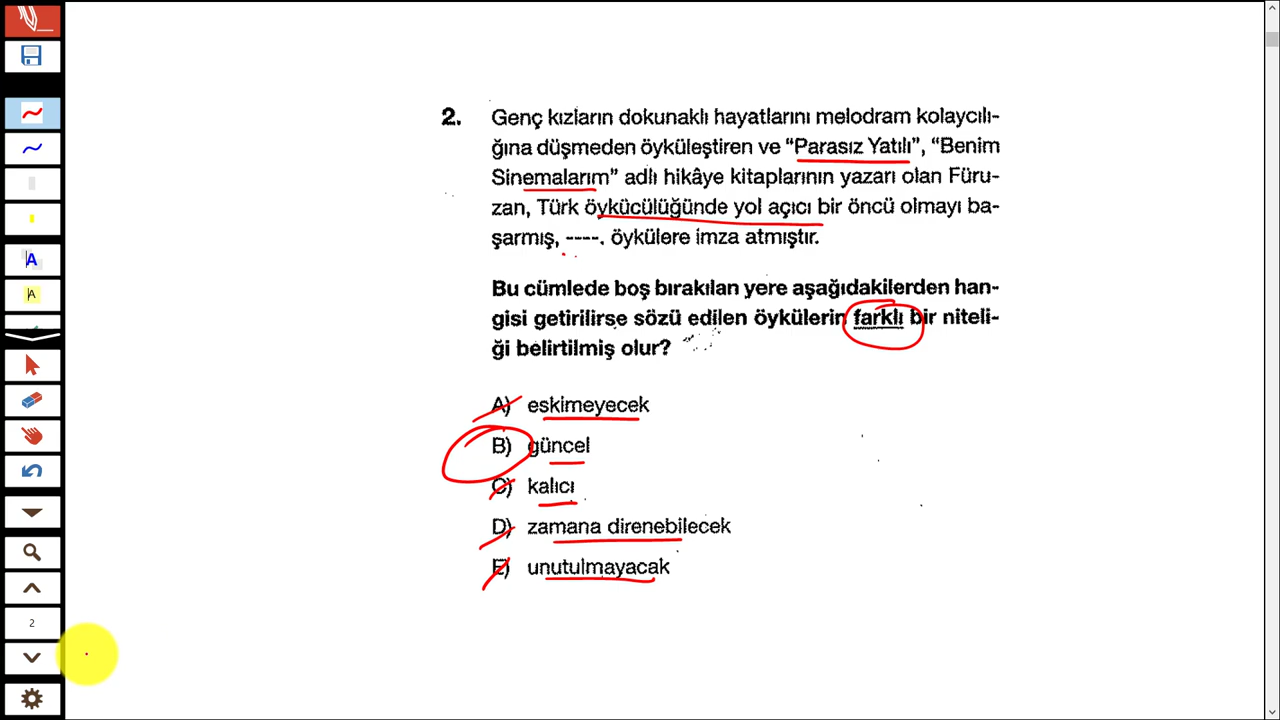 2. Genç kızların dokunaklı hayatlarını melodram kolaycılı-
ğına düşmeden öyküleştiren ve “Parasız Yatılı”, “Benim
Sinemalarım” adlı hikâye kitaplarının yazarı olan Füru-
zan, Türk öykücülüğünde yol açıcı bir öncü olmayı ba-
şarmış, ----. öykülere imza atmıştır.
Bu cümlede boş bırakılan yere aşağıdakilerden han-
gisi getirilirse sözü edilen öykülerin farklı bir niteli-
ği belirtilmiş olur?
A) eskimeyecek
B) güncel
C) kalıcı
D) zamana direnebilecek
E) unutulmayacak
A
A
2